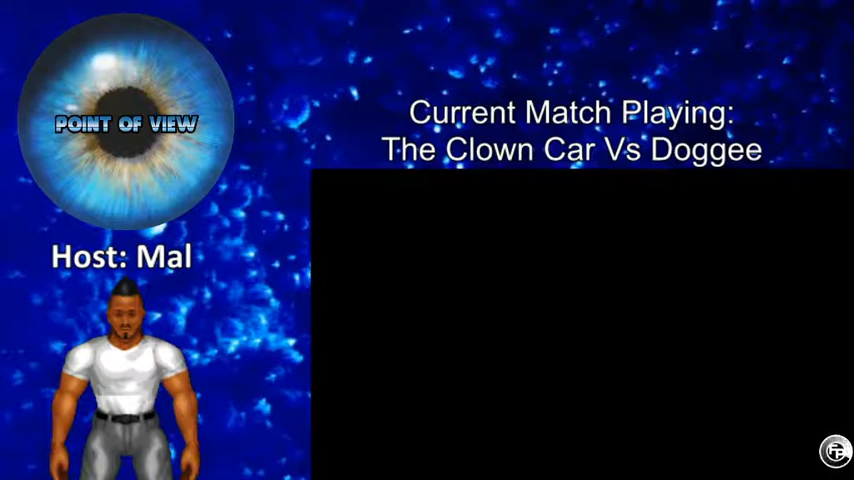 POINT OF VIEW
Current Match Playing:
The Clown Car Vs Doggee
Host: Mal